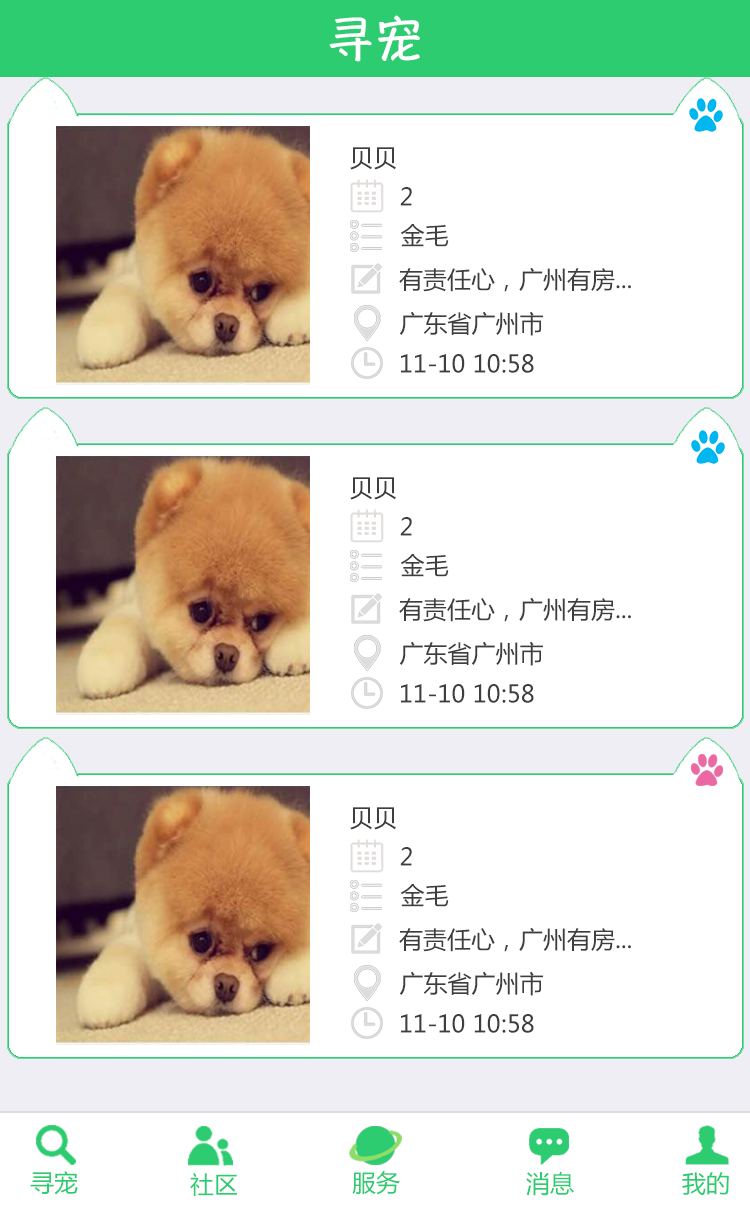 寻宠
贝贝
2
金毛
有责任心，广州有房...
广东省广州市
11-10 10:58
贝贝
2
金毛
有责任心，广州有房...
广东省广州市
11-10 10:58
贝贝
2
金毛
有责任心，广州有房...
广东省广州市
11-10 10:58
寻宠 社区 服务 消息 我的